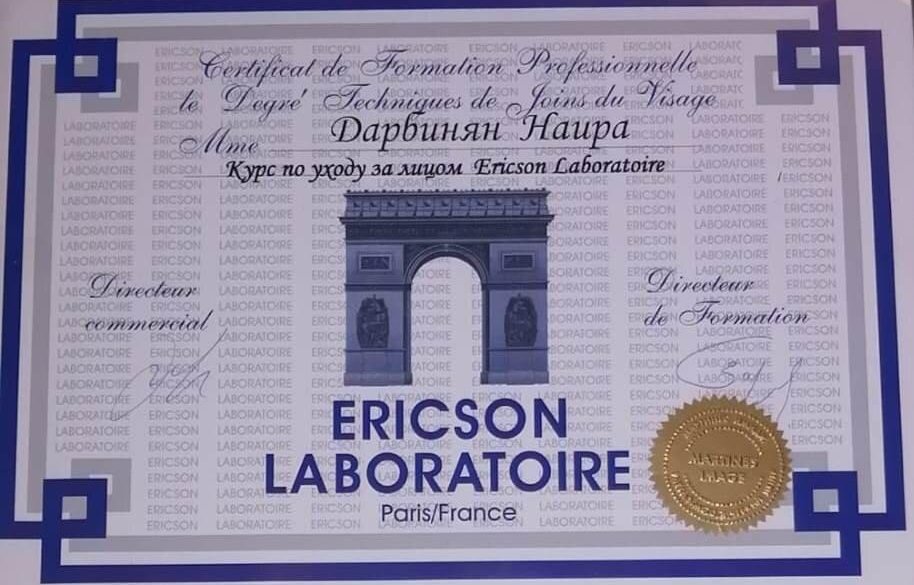 Certificat de Formation Professionnelle
le Degré Techniques de Joins du Visage
Mme Дарбинян Наира
Курс по уходу за лицом Ericson Laboratoire
Directeur
commercial
Directeur
de Formation
ERICSON
LABORATOIRE
Paris/France